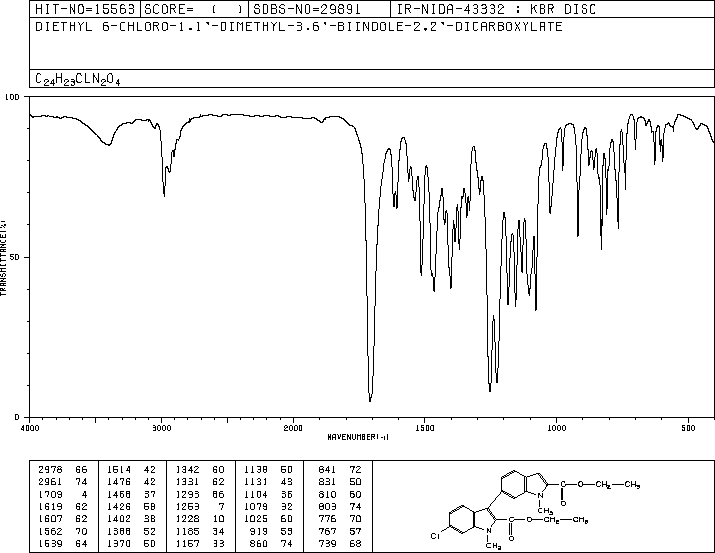 HIT-NO=15563 SCORE= ( ) SDBS-NO=29891 IR-NIDA-43332 : KBR DISC
DIETHYL 6-CHLORO-1,1'-DIMETHYL-3,6'-BIINDOLE-2,2'-DICARBOXYLATE
C24H23CLN2O4
100
TRANSMITTANCE(%)
50
0
4000 3000 2000 1500 1000 500
WAVENUMBER(-1)
2978 66 1514 42 1342 60 1138 50 841 72
2961 74 1476 42 1331 62 1131 43 831 50
1709 4 1468 37 1293 66 1104 36 810 60
1619 62 1426 58 1253 7 1079 32 803 74
1607 62 1402 38 1228 10 1025 60 776 70
1562 70 1388 52 1185 34 919 55 767 57
1539 64 1370 50 1157 33 860 74 739 68
C O CH2 CH3
O
N
CH3
C O CH2 CH3
O
Cl
N
CH3